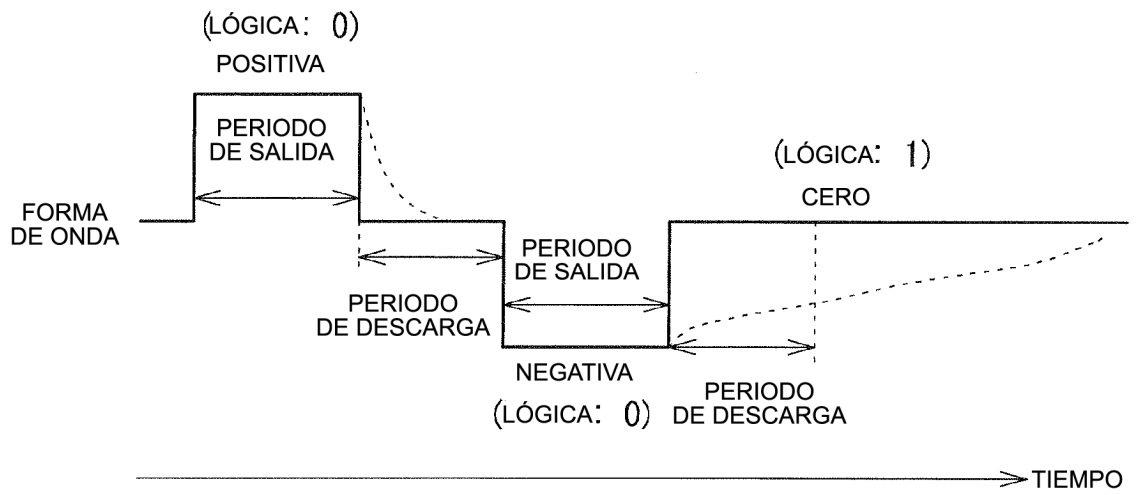 (LÓGICA: 0)
POSITIVA
PERIODO
DE SALIDA
(LÓGICA: 1)
CERO
FORMA
DE ONDA
PERIODO
DE SALIDA
PERIODO
DE DESCARGA
NEGATIVA
(LÓGICA: 0)
PERIODO
DE DESCARGA
TIEMPO